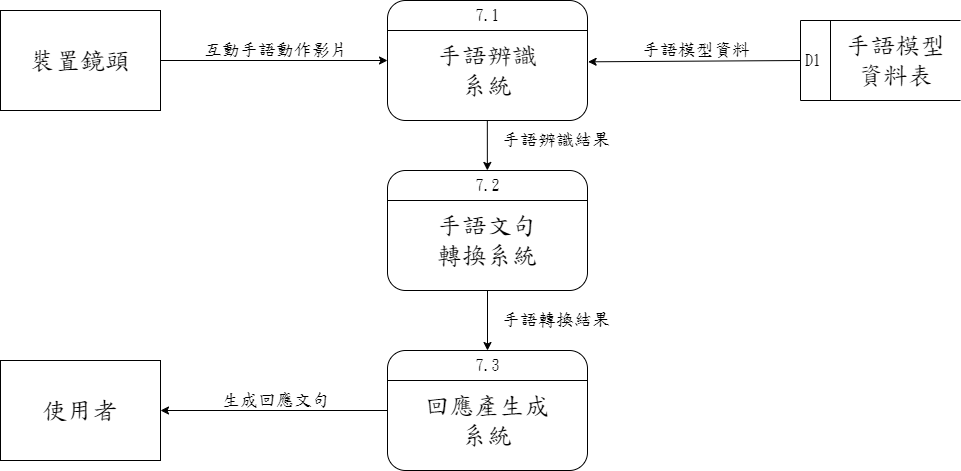 7.1
裝置鏡頭
互動手語動作影片
手語辨識
系統
手語模型資料
D1
手語模型
資料表
手語辨識結果
7.2
手語文句
轉換系統
手語轉換結果
7.3
使用者
生成回應文句
回應產生成
系統